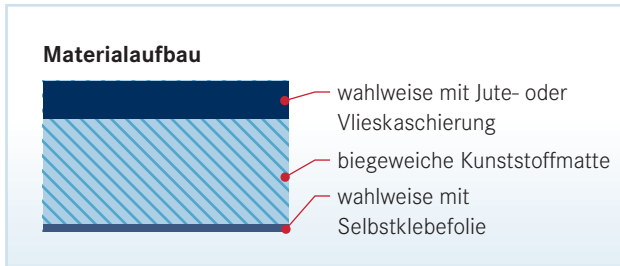 Materialaufbau
wahlweise mit Jute- oder
Vlieskaschierung
biegeweiche Kunststoffmatte
wahlweise mit
Selbstklebefolie